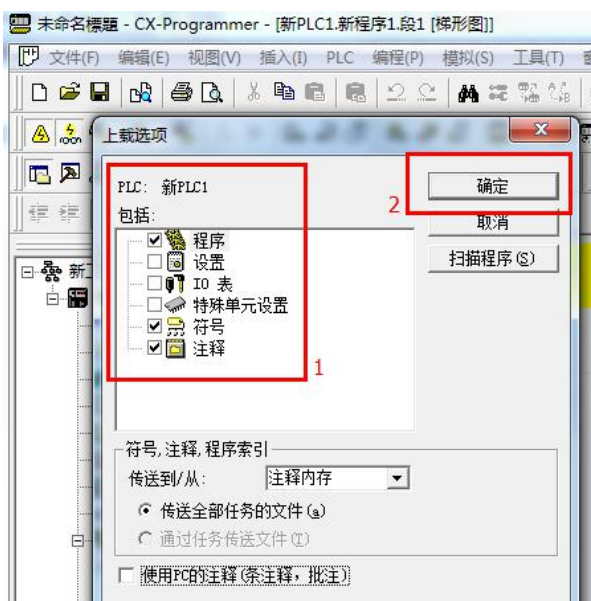 未命名標題 - CX-Programmer - [新PLC1.新程序1.段1 [梯形图]]
文件(F) 编辑(E) 视图(V) 插入(I) PLC 编程(P) 模拟(S) 工具(T)
上载选项
PLC: 新PLC1
确定
2
包括:
取消
程序
扫描程序(S)
设置
新
IO 表
特殊单元设置
符号
注释
1
符号,注释,程序索引
传送到/从: 注释内存
传送全部任务的文件(a)
通过任务传送文件(T)
使用PC的注释(条注释，批注)